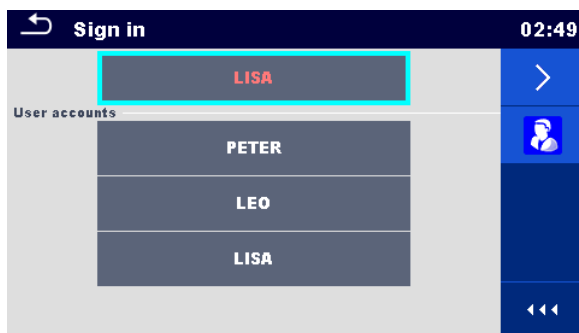 Sign in 02:49
LISA
User accounts
PETER
LEO
LISA